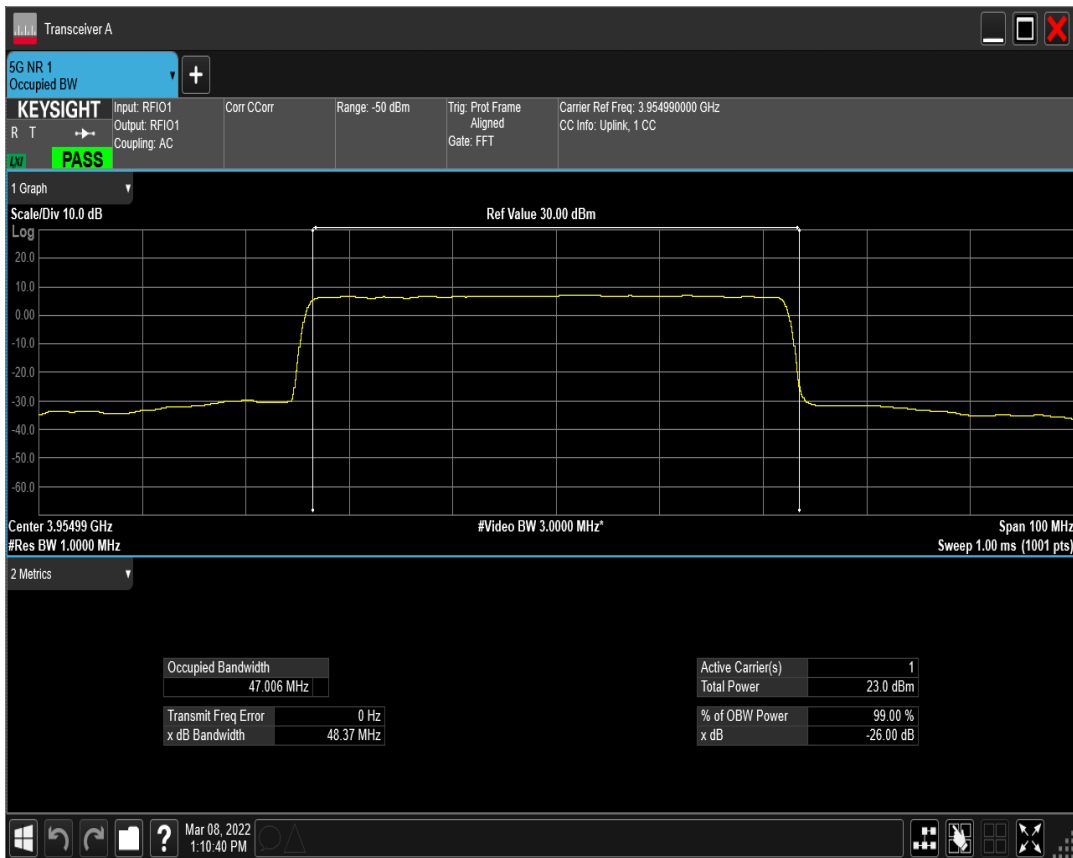 Transceiver A
5G NR 1
Occupied BW
KEYSIGHT
R T
LXI
PASS
Input: RFIO1
Output: RFIO1
Coupling: AC
Corr CCorr
Range: -50 dBm
Trig: Prot Frame
Aligned
Gate: FFT
Carrier Ref Freq: 3.954990000 GHz
CC Info: Uplink, 1 CC
1 Graph
Scale/Div 10.0 dB
Ref Value 30.00 dBm
Log
20.0
10.0
0.00
-10.0
-20.0
-30.0
-40.0
-50.0
-60.0
Center 3.95499 GHz
#Video BW 3.0000 MHz*
Span 100 MHz
#Res BW 1.0000 MHz
Sweep 1.00 ms (1001 pts)
2 Metrics
Occupied Bandwidth
47.006 MHz
Transmit Freq Error 0 Hz
x dB Bandwidth 48.37 MHz
Active Carrier(s) 1
Total Power 23.0 dBm
% of OBW Power 99.00 %
x dB -26.00 dB
?
Mar 08, 2022
1:10:40 PM